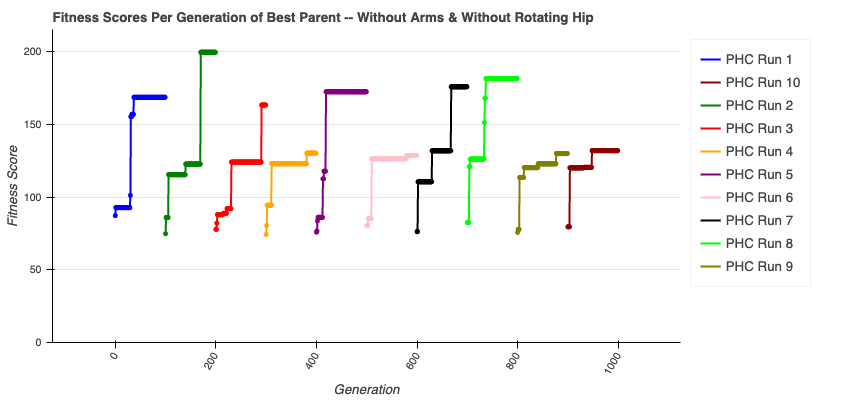 Fitness Scores Per Generation of Best Parent -- Without Arms & Without Rotating Hip
Fitness Score
200
150
100
50
0
0
200
400
600
800
1000
Generation
PHC Run 1
PHC Run 10
PHC Run 2
PHC Run 3
PHC Run 4
PHC Run 5
PHC Run 6
PHC Run 7
PHC Run 8
PHC Run 9